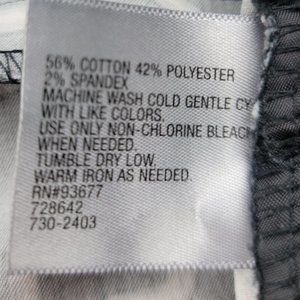 56% COTTON 42% POLYESTER
2% SPANDEX
MACHINE WASH COLD GENTLE CY
WITH LIKE COLORS.
USE ONLY NON-CHLORINE BLEACH
WHEN NEEDED.
TUMBLE DRY LOW.
WARM IRON AS NEEDED.
RN#93677
728642
730-2403